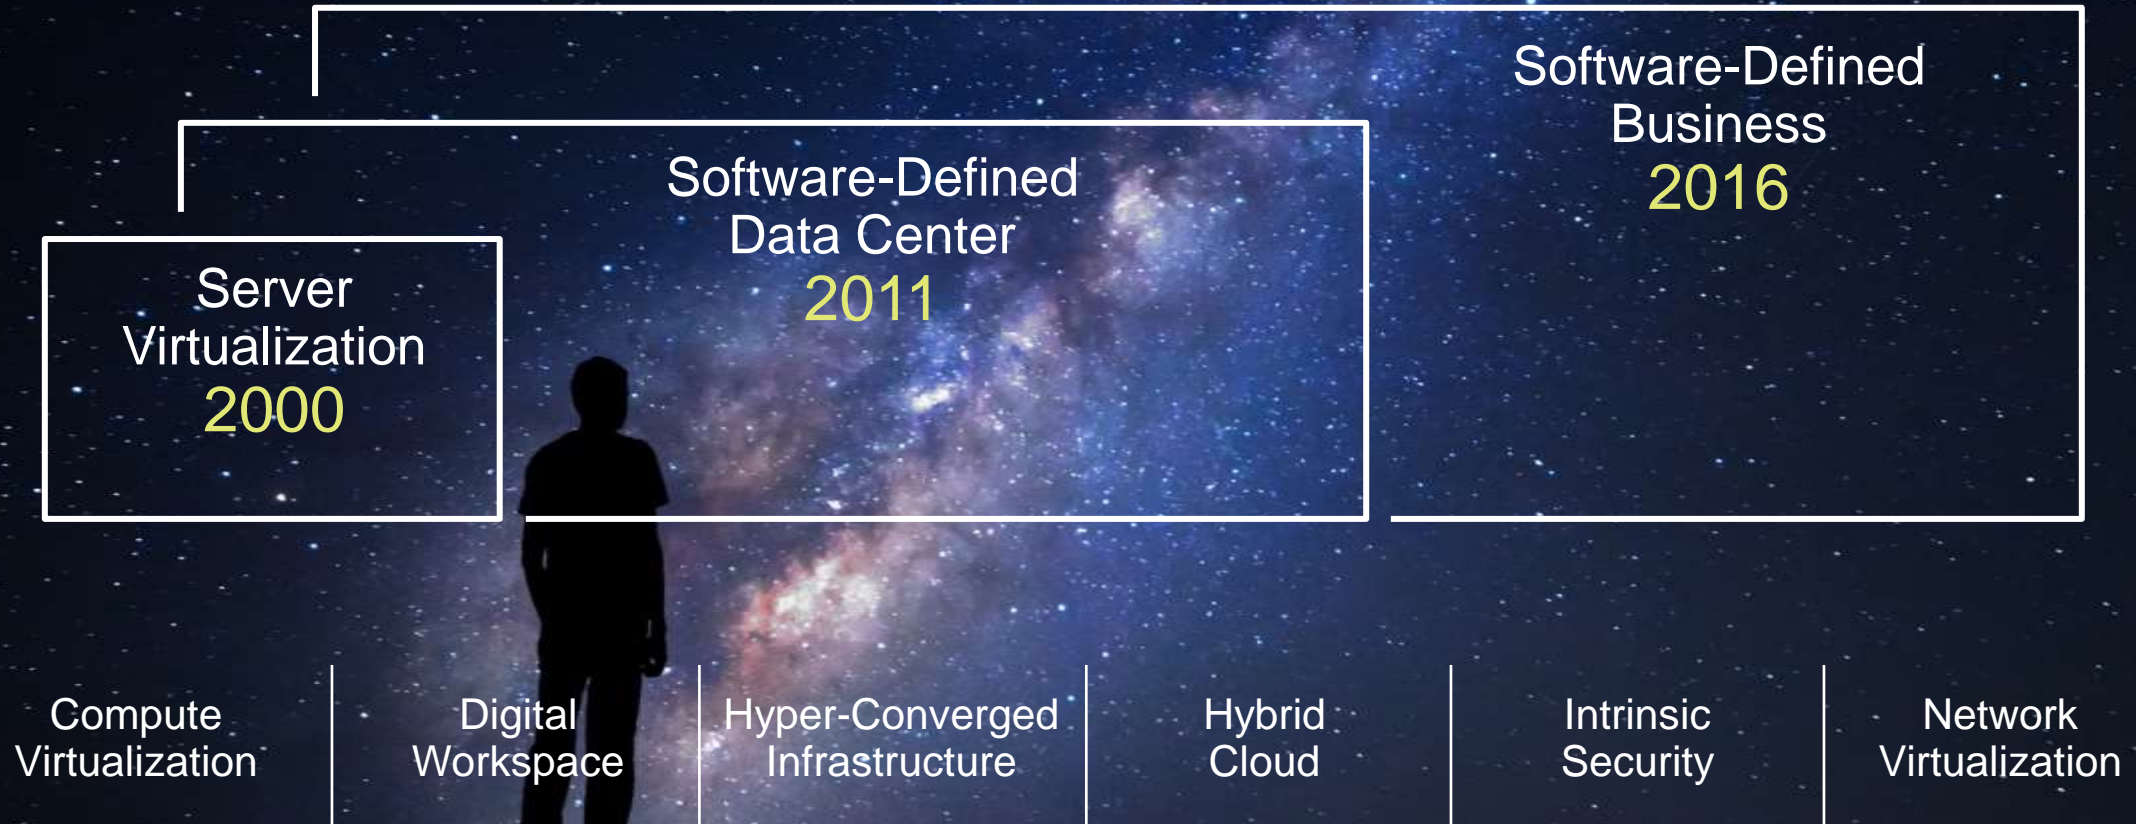 Software-Defined
Business
2016
Software-Defined
Data Center
2011
Server
Virtualization
2000
Compute
Virtualization
Digital
Workspace
Hyper-Converged
Infrastructure
Hybrid
Cloud
Intrinsic
Security
Network
Virtualization